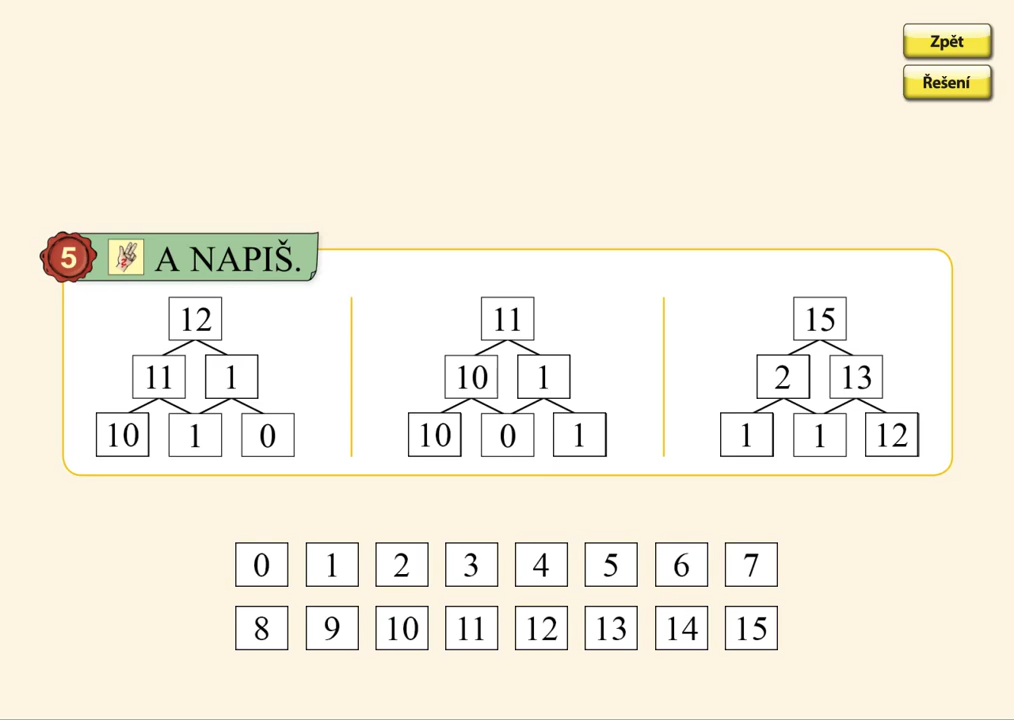 Zpět
Řešení
5 A NAPIŠ.
12 11 15
11 1 10 1 2 13
10 1 0 10 0 1 1 1 12
0 1 2 3 4 5 6 7
8 9 10 11 12 13 14 15